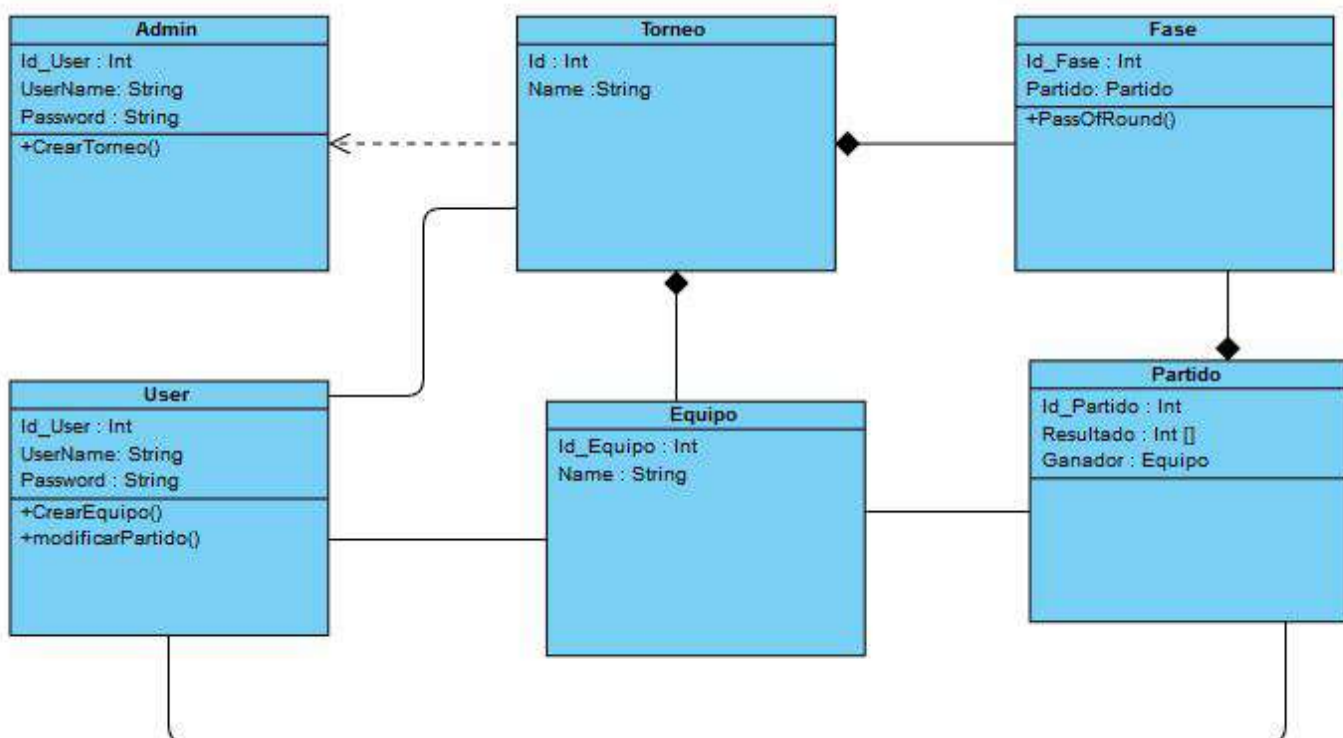 Admin
Id_User : Int
UserName: String
Password : String
+CrearTorneo()
Torneo
Id : Int
Name :String
Fase
Id_Fase : Int
Partido: Partido
+PassOfRound()
User
Id_User : Int
UserName: String
Password : String
+CrearEquipo()
+modificarPartido()
Equipo
Id_Equipo : Int
Name : String
Partido
Id_Partido : Int
Resultado : Int []
Ganador : Equipo